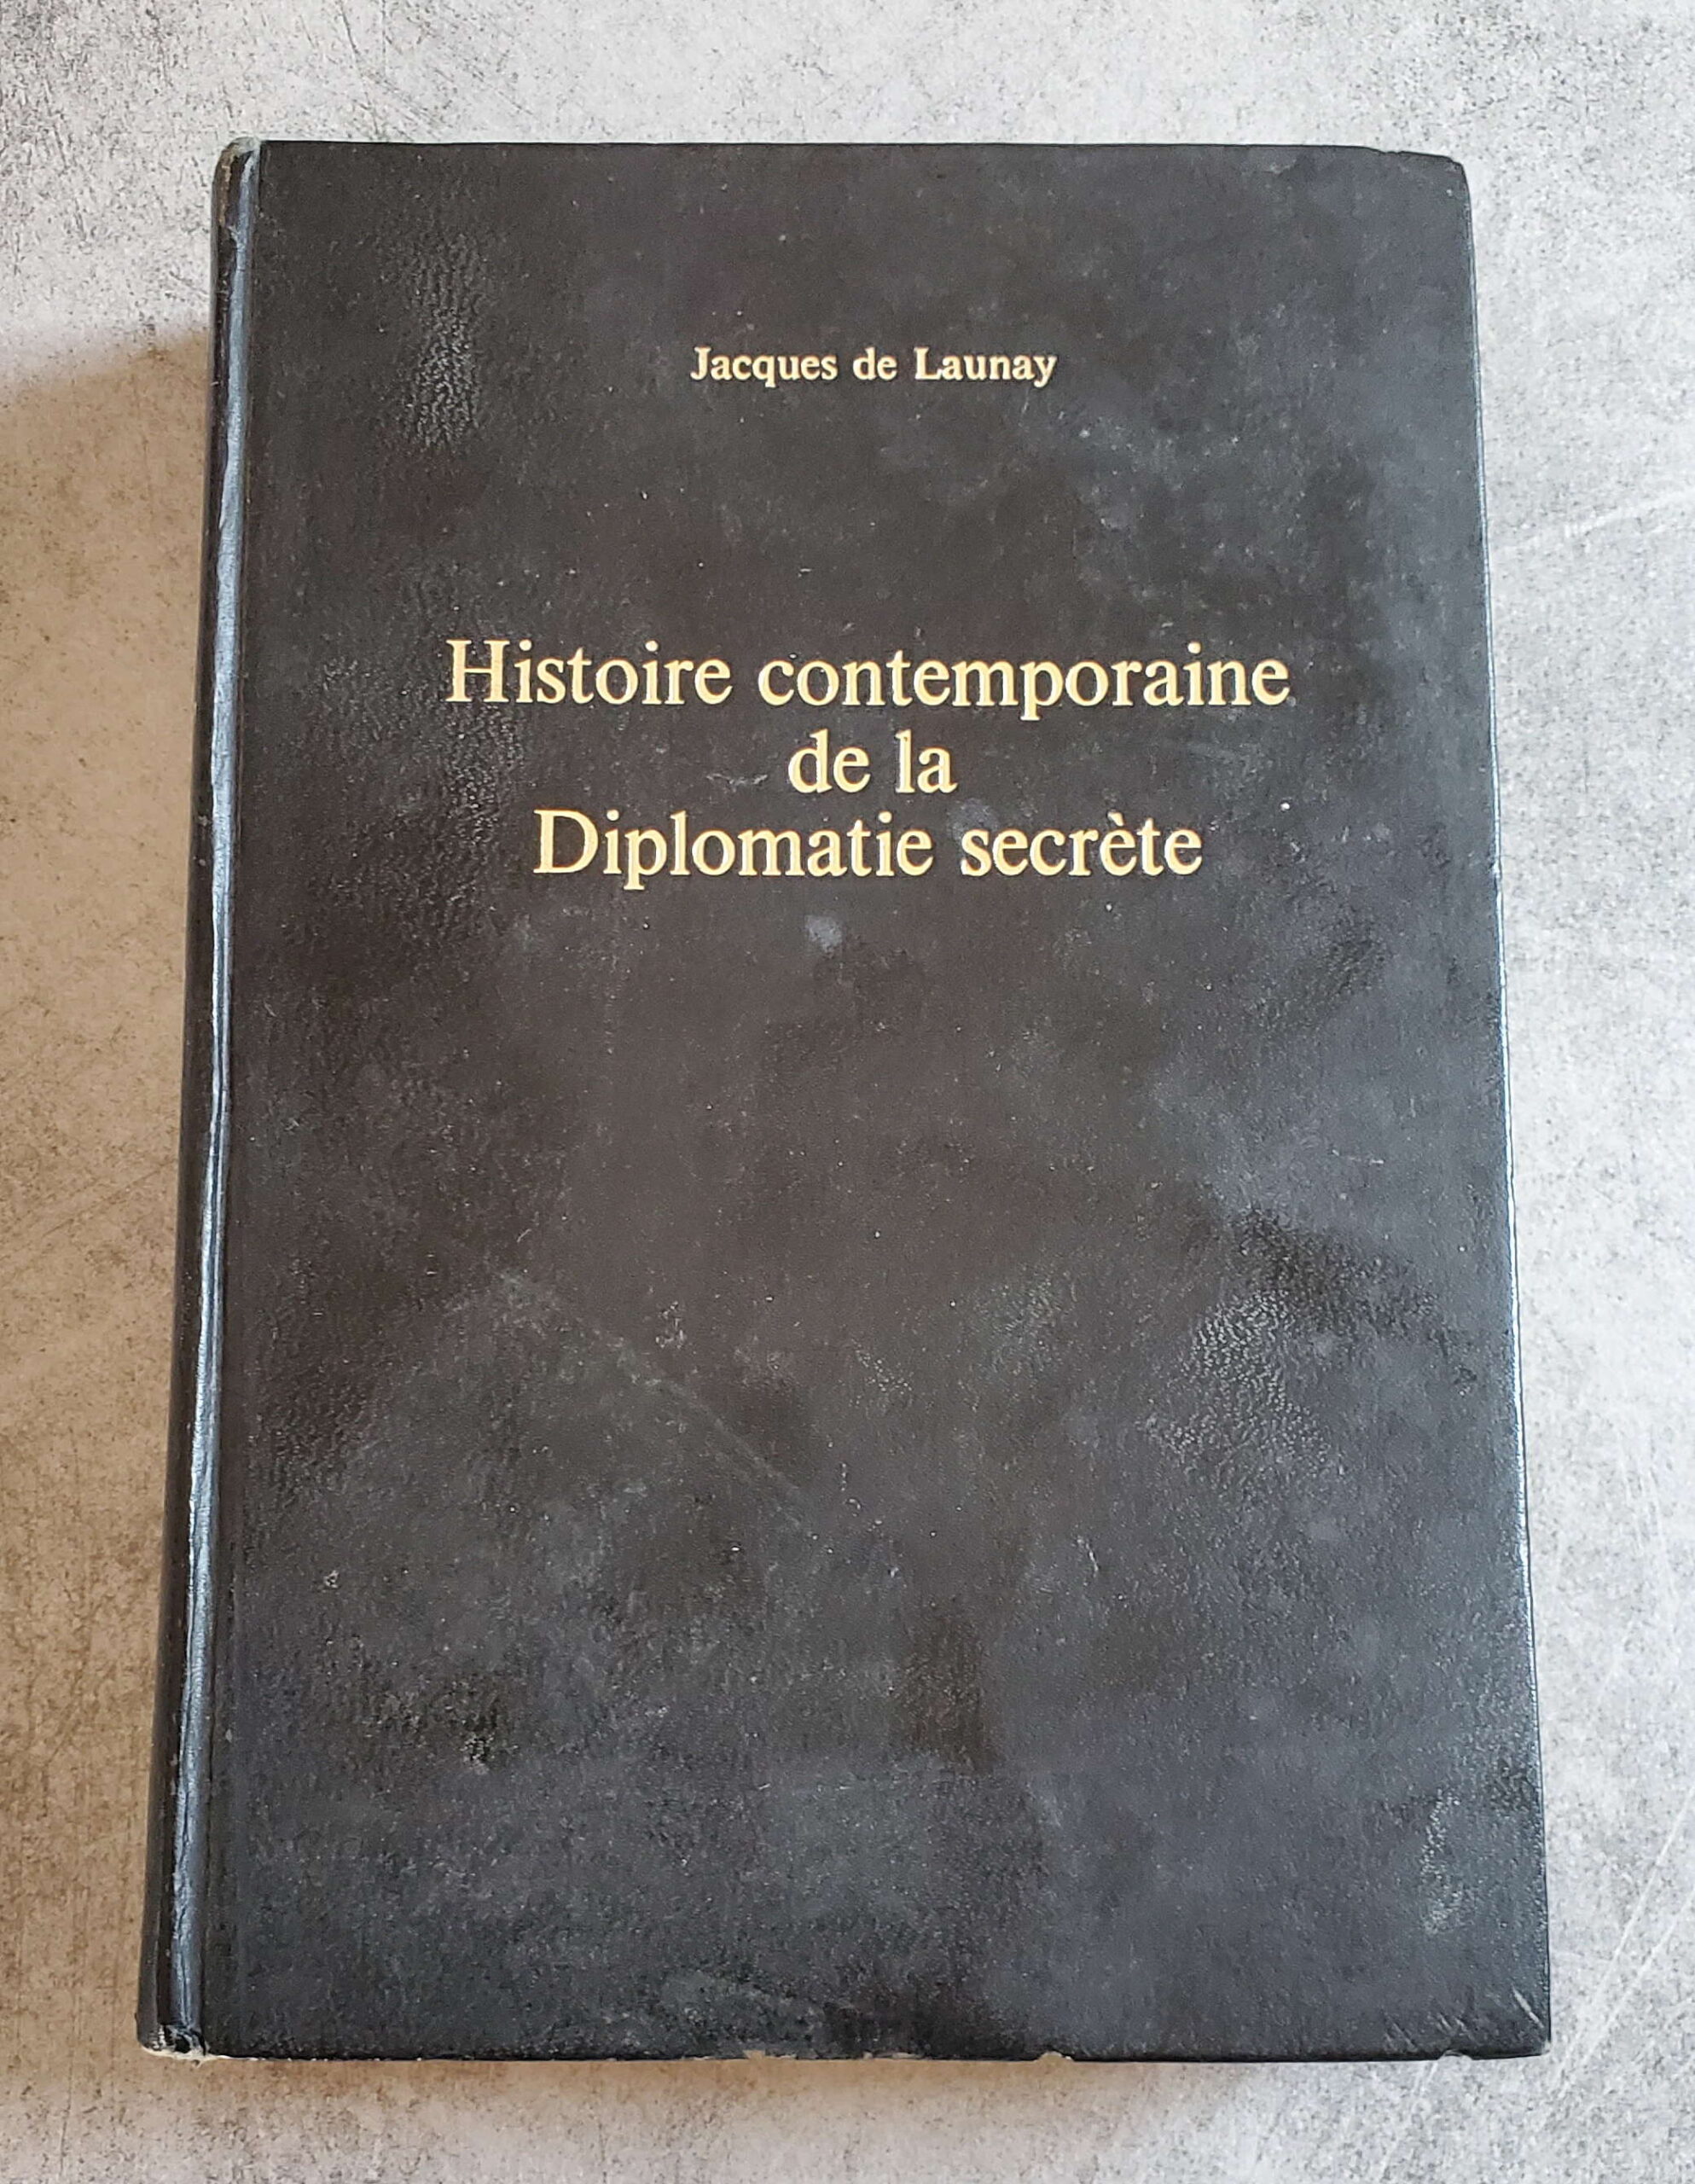 Jacques de Launay
Histoire contemporaine
de la
Diplomatie secrète